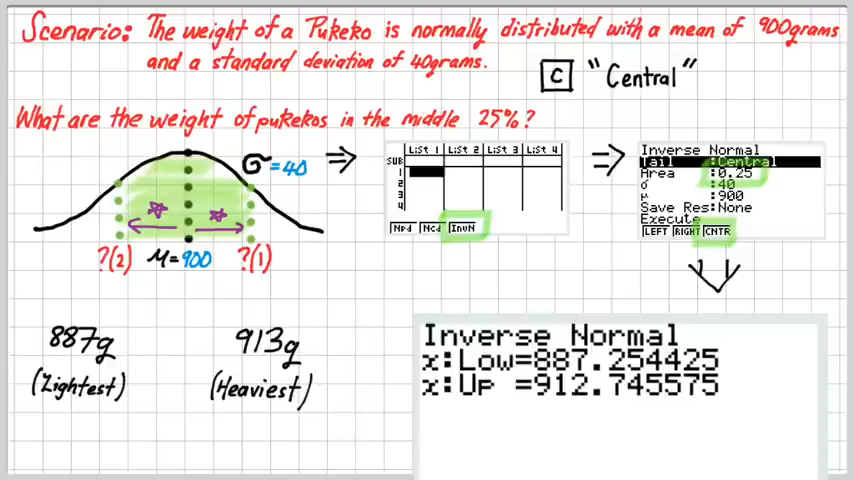 Scenario: The weight of a Pukeko is normally distributed with a mean of 900grams
and a standard deviation of 40grams.
C "Central"
What are the weight of pukekos in the middle 25%?
σ=40
?(2) μ=900 ?(1)
List 1 List 2 List 3 List 4
SUB
1
2
3
4
Npd Ncd InvN
Inverse Normal
Tail :Central
Area :0.25
σ :40
μ :900
Save Res:None
Execute
LEFT RIGHT CNTR
887g 913g
(Lightest) (Heaviest)
Inverse Normal
x:Low=887.254425
x:Up =912.745575